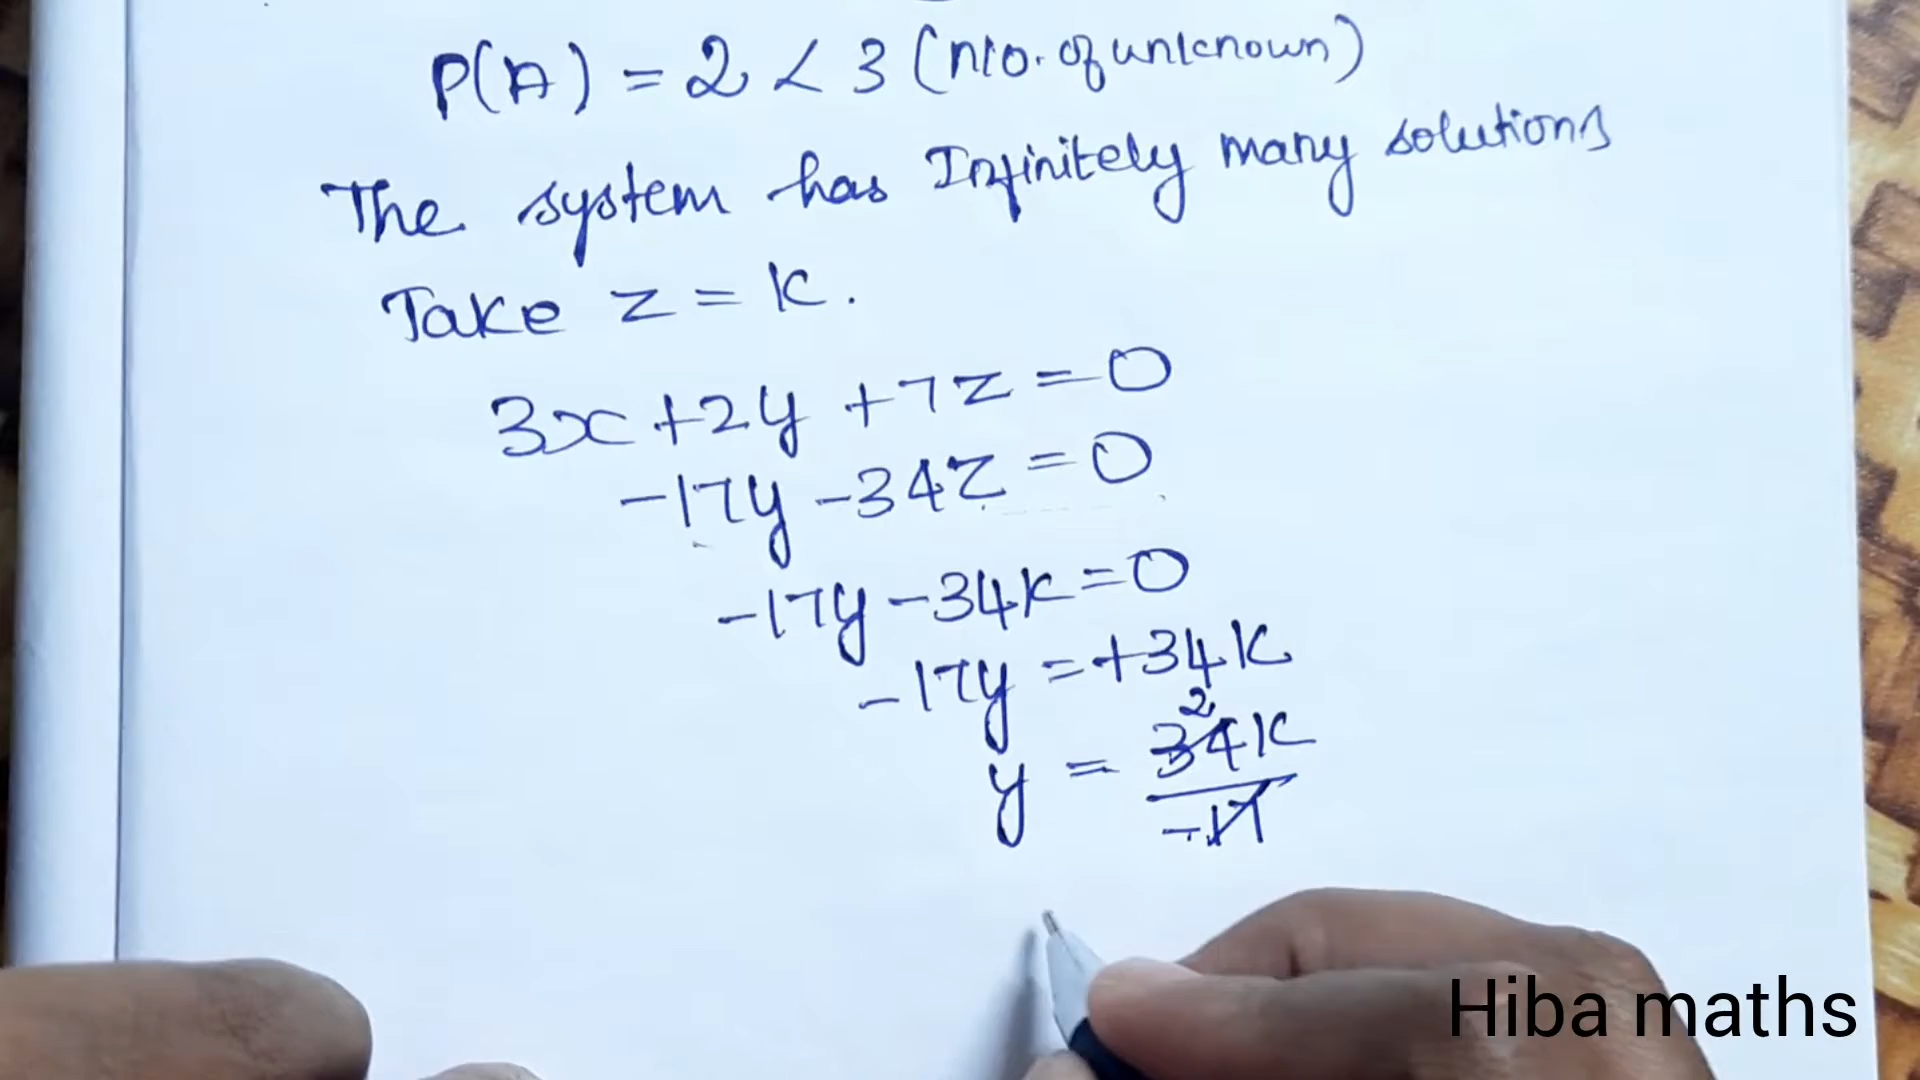 P(A) = 2 < 3 (n/o. of unknown)
The system has Infinitely many solutions
Take z = k.
3x + 2y + 7z = 0
-17y - 34z = 0
-17y - 34k = 0
-17y = +34k
2
y = 34k
-17
Hiba maths